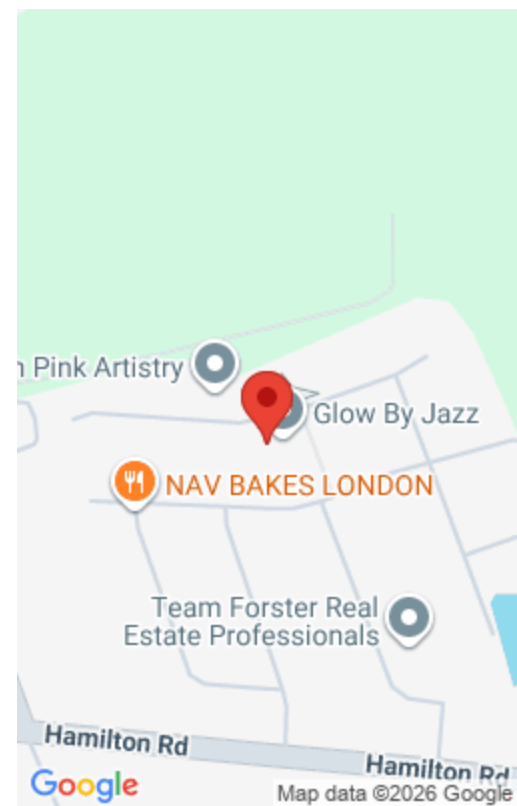 n Pink Artistry
Glow By Jazz
NAV BAKES LONDON
Team Forster Real
Estate Professionals
Hamilton Rd
Hamilton Rd
Google
Map data ©2026 Google